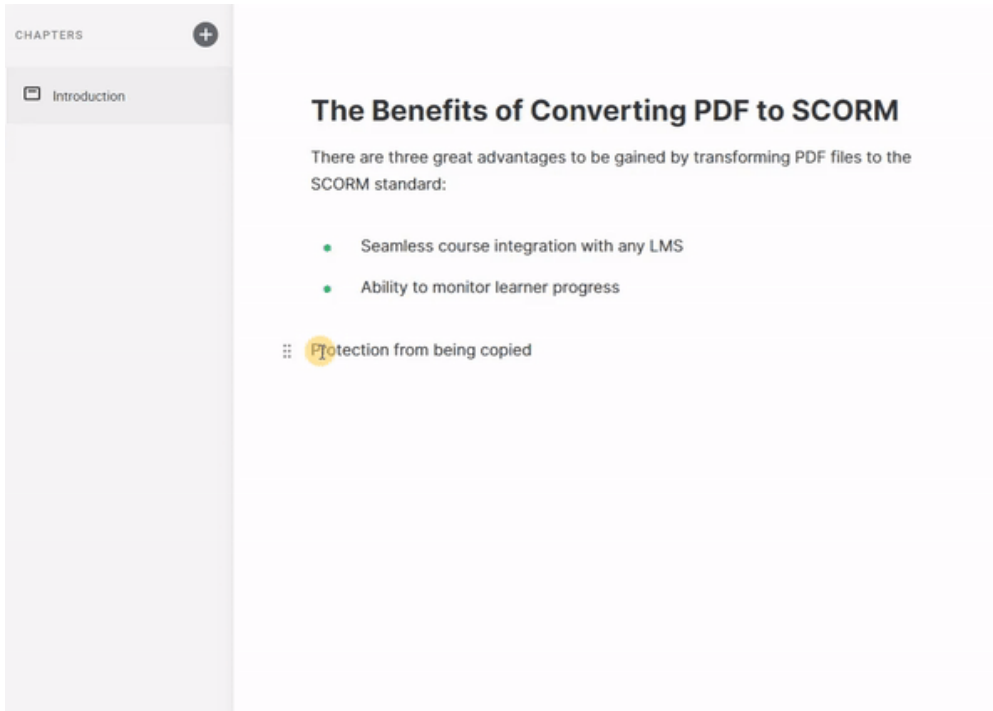 CHAPTERS
Introduction
The Benefits of Converting PDF to SCORM
There are three great advantages to be gained by transforming PDF files to the
SCORM standard:
Seamless course integration with any LMS
Ability to monitor learner progress
Protection from being copied